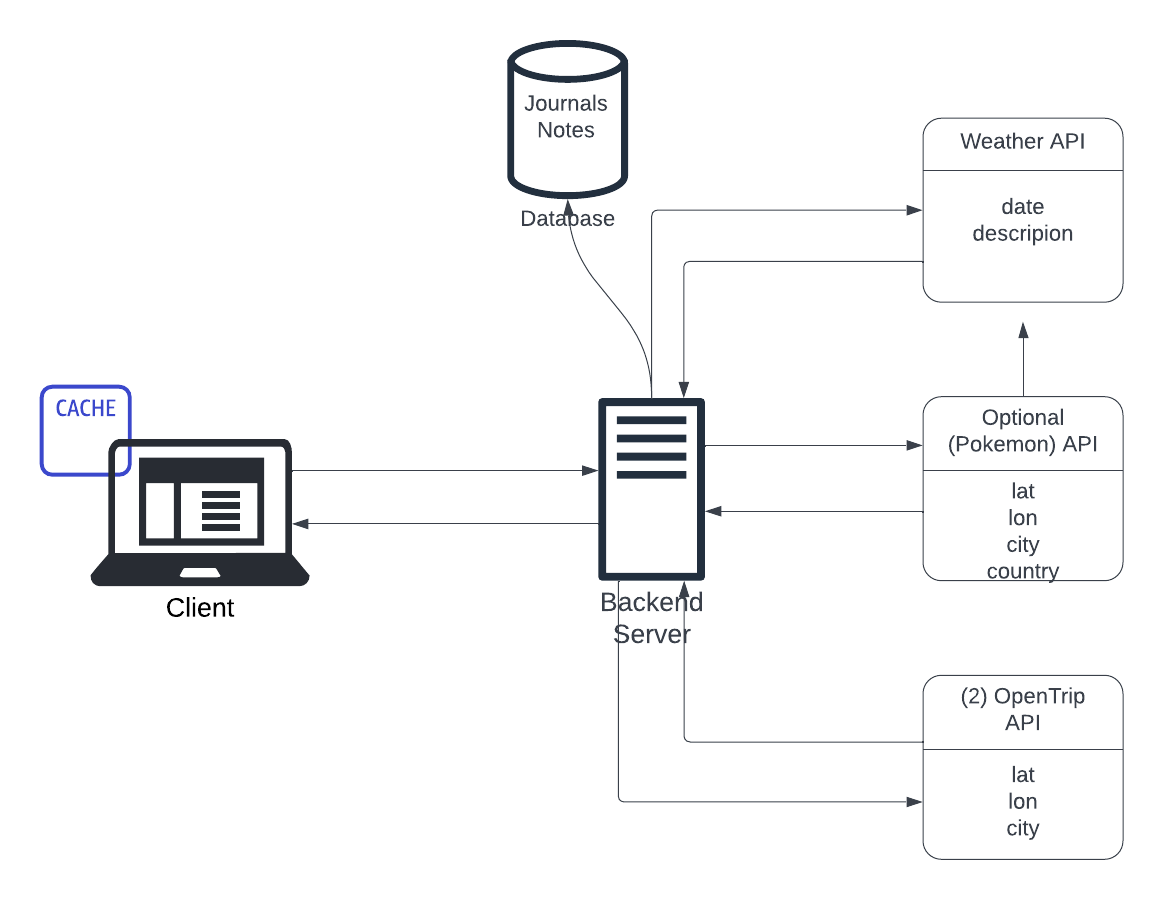 Journals
Notes
Database
Weather API
date
descripion
CACHE
Client
Backend
Server
Optional
(Pokemon) API
lat
lon
city
country
(2) OpenTrip
API
lat
lon
city